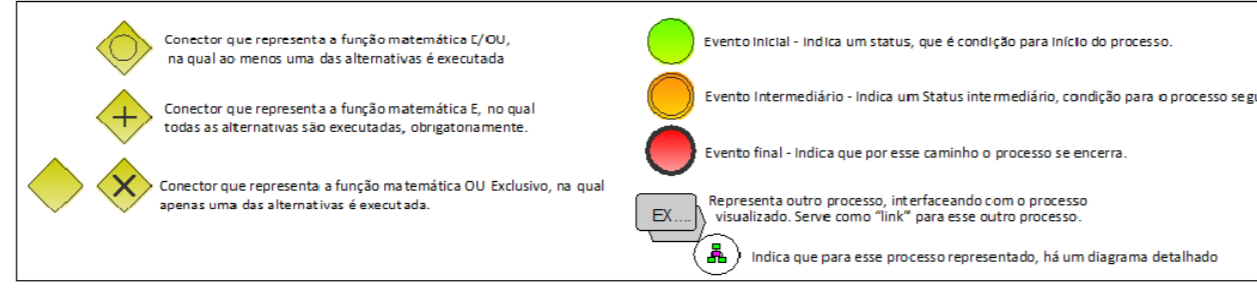 Conector que representa a função matemática E/OU,
na qual ao menos uma das alternativas é executada
Conector que representa a função matemática E, no qual
todas as alternativas são executadas, obrigatoriamente.
Conector que representa a função matemática OU Exclusivo, na qual
apenas uma das alternativas é executada.
Evento Inicial - Indica um status, que é condição para início do processo.
Evento Intermediário - Indica um Status intermediário, condição para o processo segu
Evento final - Indica que por esse caminho o processo se encerra.
EX....
Representa outro processo, interfaceando com o processo
visualizado. Serve como "link" para esse outro processo.
Indica que para esse processo representado, há um diagrama detalhado